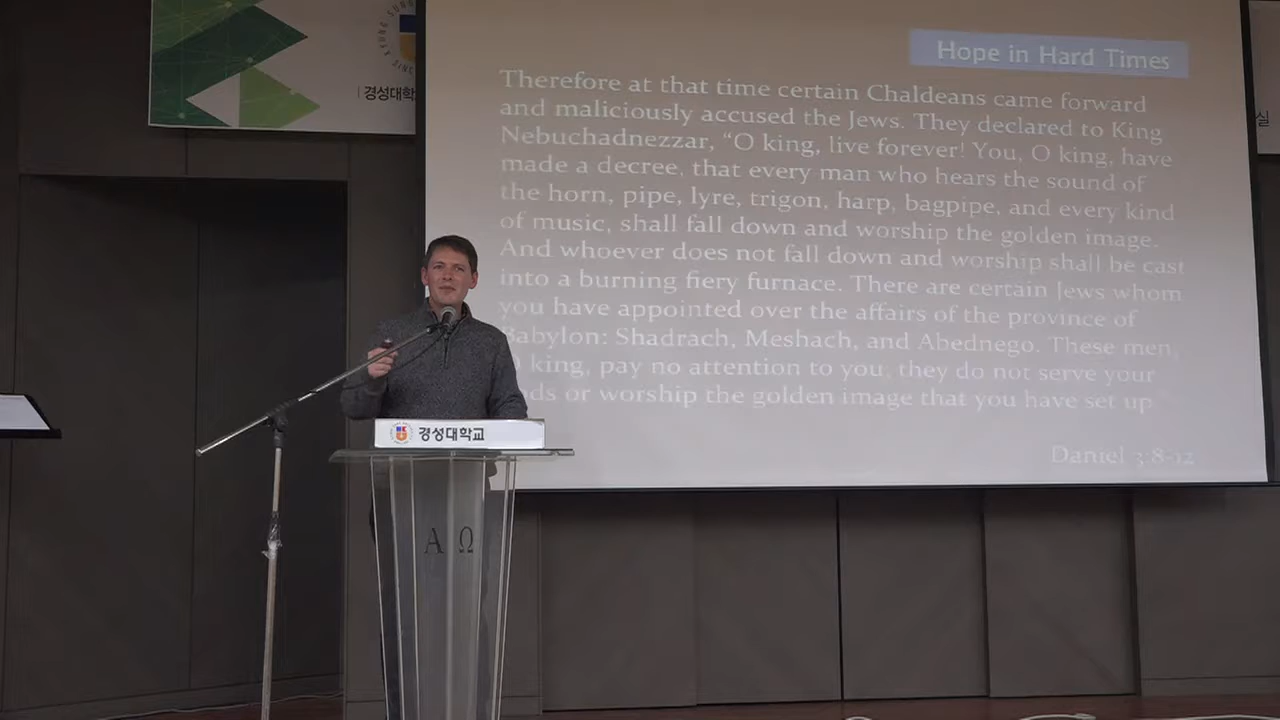 경성대학
실
Hope in Hard Times
Therefore at that time certain Chaldeans came forward
and maliciously accused the Jews. They declared to King
Nebuchadnezzar, “O king, live forever! You, O king, have
made a decree, that every man who hears the sound of
the horn, pipe, lyre, trigon, harp, bagpipe, and every kind
of music, shall fall down and worship the golden image.
And whoever does not fall down and worship shall be cast
into a burning fiery furnace. There are certain Jews whom
you have appointed over the affairs of the province of
Babylon: Shadrach, Meshach, and Abednego. These men,
O king, pay no attention to you; they do not serve your
or worship the golden image that you have set up
Daniel 3:8-12
경성대학교
Α Ω